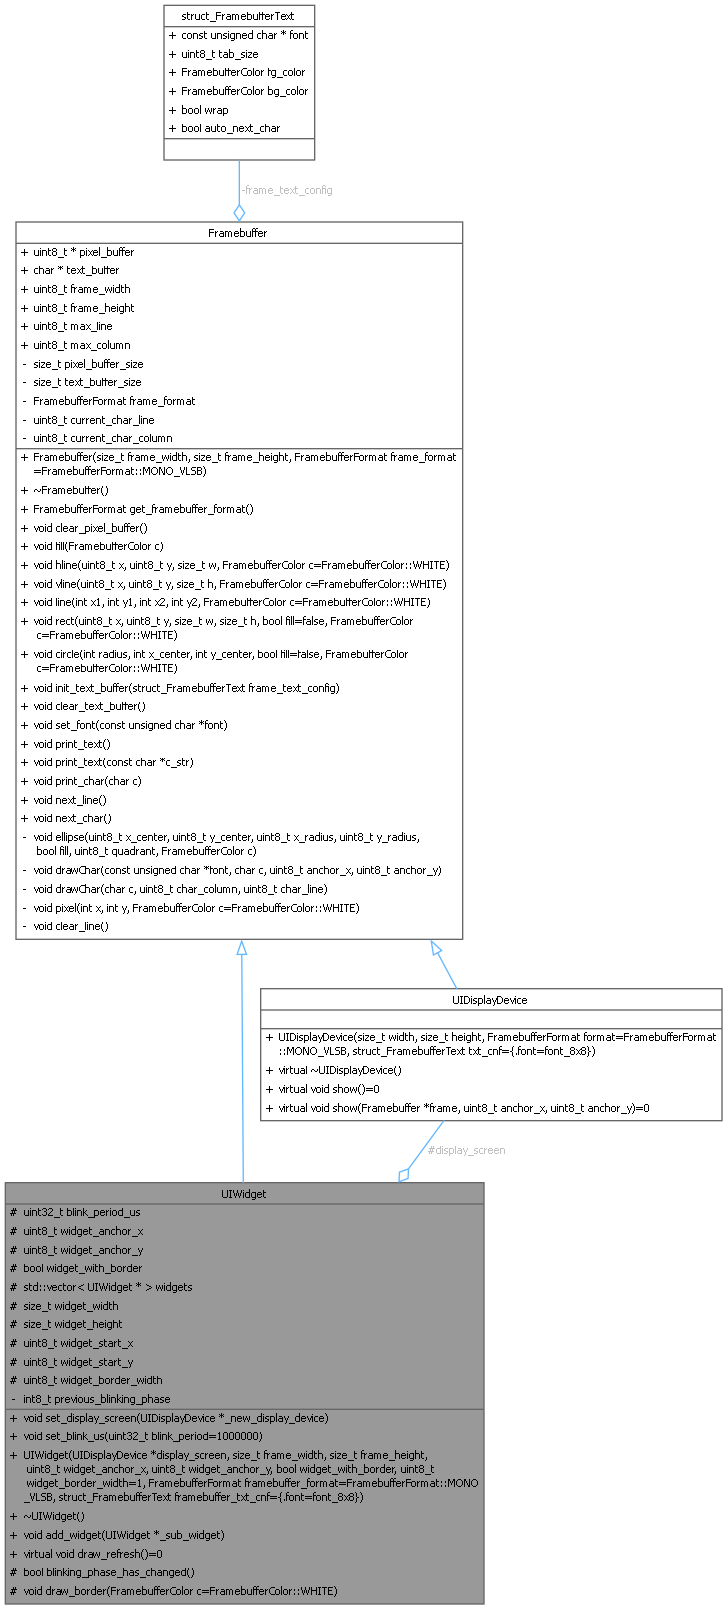 struct_FramebufferText
+ const unsigned char * font
+ uint8_t tab_size
+ FramebufferColor fg_color
+ FramebufferColor bg_color
+ bool wrap
+ bool auto_next_char
-frame_text_config
Framebuffer
+ uint8_t * pixel_buffer
+ char * text_buffer
+ uint8_t frame_width
+ uint8_t frame_height
+ uint8_t max_line
+ uint8_t max_column
- size_t pixel_buffer_size
- size_t text_buffer_size
- FramebufferFormat frame_format
- uint8_t current_char_line
- uint8_t current_char_column
+ Framebuffer(size_t frame_width, size_t frame_height, FramebufferFormat frame_format
=FramebufferFormat::MONO_VLSB)
+ ~Framebuffer()
+ FramebufferFormat get_framebuffer_format()
+ void clear_pixel_buffer()
+ void fill(FramebufferColor c)
+ void hline(uint8_t x, uint8_t y, size_t w, FramebufferColor c=FramebufferColor::WHITE)
+ void vline(uint8_t x, uint8_t y, size_t h, FramebufferColor c=FramebufferColor::WHITE)
+ void line(int x1, int y1, int x2, int y2, FramebufferColor c=FramebufferColor::WHITE)
+ void rect(uint8_t x, uint8_t y, size_t w, size_t h, bool fill=false, FramebufferColor
c=FramebufferColor::WHITE)
+ void circle(int radius, int x_center, int y_center, bool fill=false, FramebufferColor
c=FramebufferColor::WHITE)
+ void init_text_buffer(struct_FramebufferText frame_text_config)
+ void clear_text_buffer()
+ void set_font(const unsigned char *font)
+ void print_text()
+ void print_text(const char *c_str)
+ void print_char(char c)
+ void next_line()
+ void next_char()
- void ellipse(uint8_t x_center, uint8_t y_center, uint8_t x_radius, uint8_t y_radius,
bool fill, uint8_t quadrant, FramebufferColor c)
- void drawChar(const unsigned char *font, char c, uint8_t anchor_x, uint8_t anchor_y)
- void drawChar(char c, uint8_t char_column, uint8_t char_line)
- void pixel(int x, int y, FramebufferColor c=FramebufferColor::WHITE)
- void clear_line()
UIDisplayDevice
+ UIDisplayDevice(size_t width, size_t height, FramebufferFormat format=FramebufferFormat
::MONO_VLSB, struct_FramebufferText txt_cnf={.font=font_8x8})
+ virtual ~UIDisplayDevice()
+ virtual void show()=0
+ virtual void show(Framebuffer *frame, uint8_t anchor_x, uint8_t anchor_y)=0
#display_screen
UIWidget
# uint32_t blink_period_us
# uint8_t widget_anchor_x
# uint8_t widget_anchor_y
# bool widget_with_border
# std::vector< UIWidget * > widgets
# size_t widget_width
# size_t widget_height
# uint8_t widget_start_x
# uint8_t widget_start_y
# uint8_t widget_border_width
- int8_t previous_blinking_phase
+ void set_display_screen(UIDisplayDevice *_new_display_device)
+ void set_blink_us(uint32_t blink_period=1000000)
+ UIWidget(UIDisplayDevice *display_screen, size_t frame_width, size_t frame_height,
uint8_t widget_anchor_x, uint8_t widget_anchor_y, bool widget_with_border, uint8_t
widget_border_width=1, FramebufferFormat framebuffer_format=FramebufferFormat::MONO
_VLSB, struct_FramebufferText framebuffer_txt_cnf={.font=font_8x8})
+ ~UIWidget()
+ void add_widget(UIWidget *_sub_widget)
+ virtual void draw_refresh()=0
# bool blinking_phase_has_changed()
# void draw_border(FramebufferColor c=FramebufferColor::WHITE)